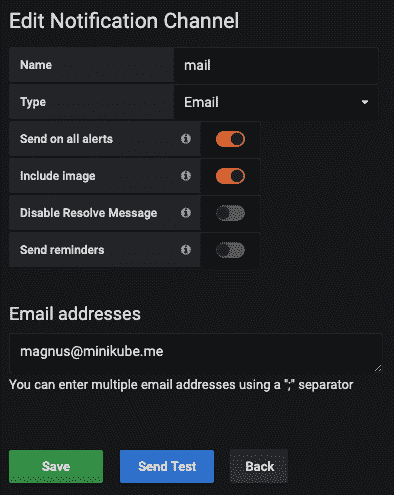 Edit Notification Channel
Name mail
Type Email
Send on all alerts
Include image
Disable Resolve Message
Send reminders
Email addresses
magnus@minikube.me
You can enter multiple email addresses using a ";" separator
Save Send Test Back